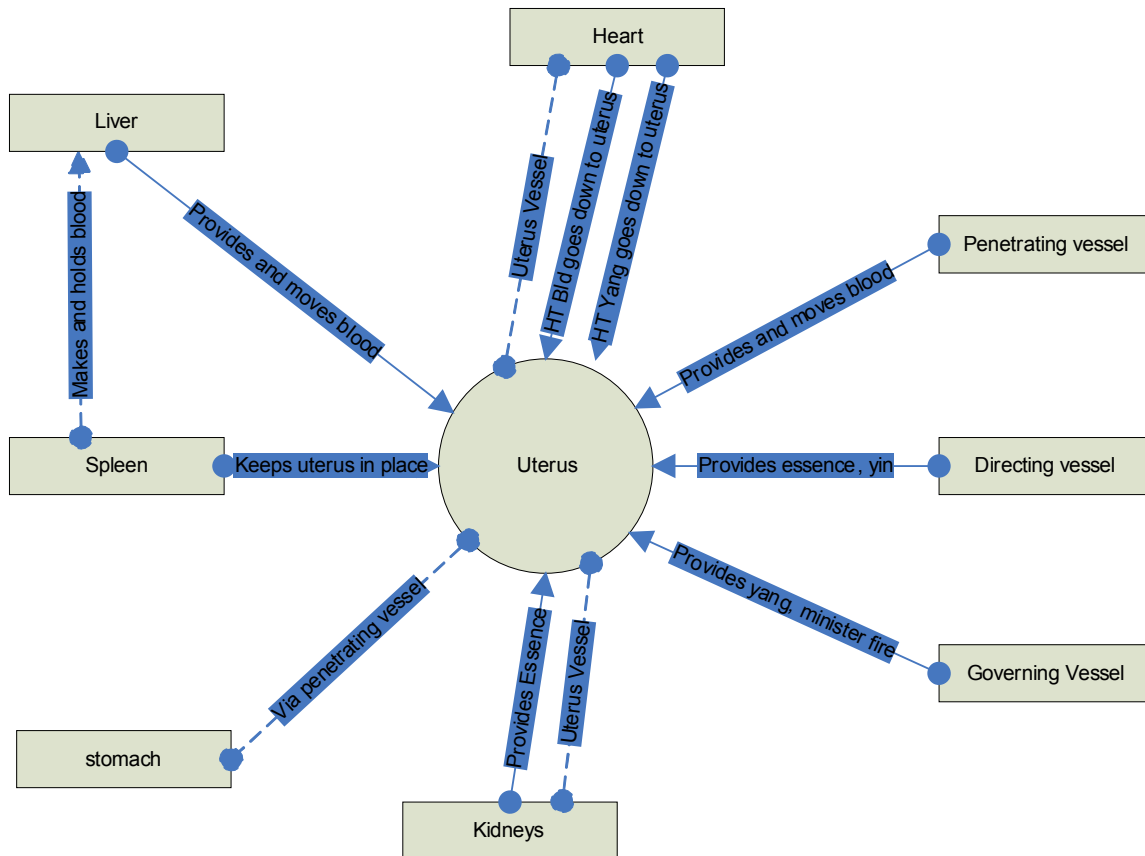 Heart
Liver
Uterus Vessel
HT Bld goes down to uterus
HT Yang goes down to uterus
Makes and holds blood
Provides and moves blood
Penetrating vessel
Provides and moves blood
Spleen
Keeps uterus in place
Uterus
Provides essence, yin
Directing vessel
Via penetrating vessel
Provides Essence
Uterus Vessel
Provides yang, minister fire
Governing Vessel
stomach
Kidneys